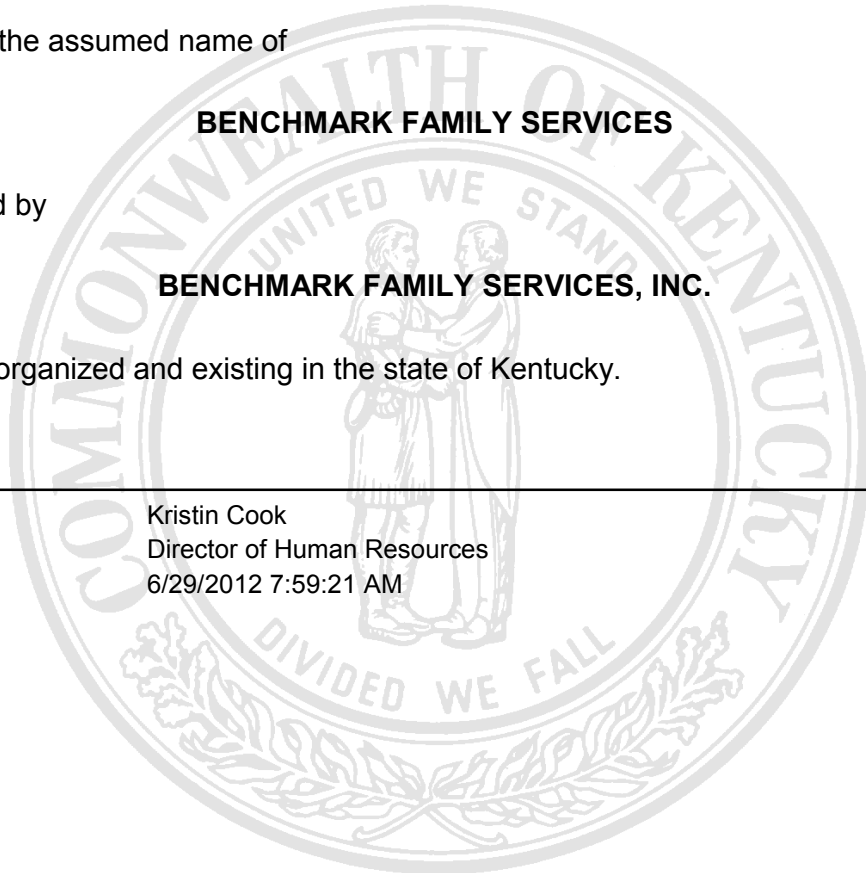 the assumed name of
BENCHMARK FAMILY SERVICES
d by
BENCHMARK FAMILY SERVICES, INC.
organized and existing in the state of Kentucky.
Kristin Cook
Director of Human Resources
6/29/2012 7:59:21 AM
COMMONWEALTH OF KENTUCKY
UNITED WE STAND
DIVIDED WE FALL